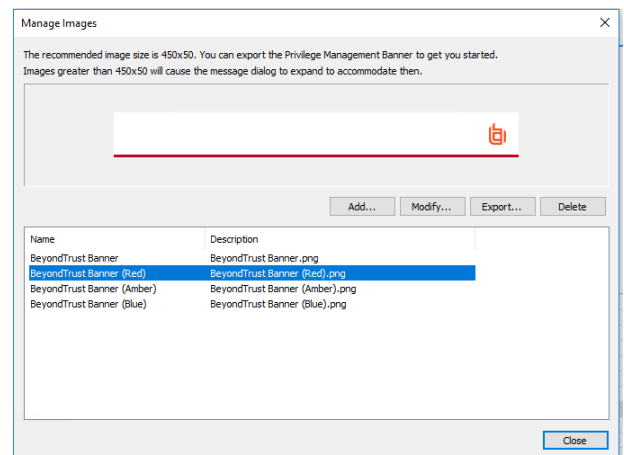 Manage Images
The recommended image size is 450x50. You can export the Privilege Management Banner to get you started.
Images greater than 450x50 will cause the message dialog to expand to accommodate then.
Add... Modify... Export... Delete
Name Description
BeyondTrust Banner BeyondTrust Banner.png
BeyondTrust Banner (Red) BeyondTrust Banner (Red).png
BeyondTrust Banner (Amber) BeyondTrust Banner (Amber).png
BeyondTrust Banner (Blue) BeyondTrust Banner (Blue).png
Close